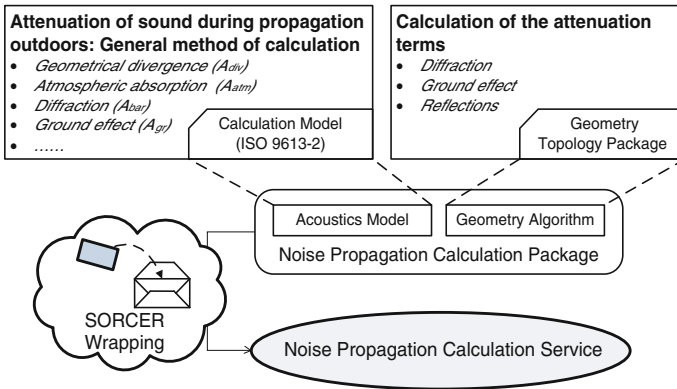 Attenuation of sound during propagation
outdoors: General method of calculation
• Geometrical divergence (Adiv)
• Atmospheric absorption (Aatm)
• Diffraction (Abar)
• Ground effect (Agr)
• ......
Calculation Model
(ISO 9613-2)
Calculation of the attenuation
terms
• Diffraction
• Ground effect
• Reflections
Geometry
Topology Package
Acoustics Model
Geometry Algorithm
Noise Propagation Calculation Package
SORCER
Wrapping
Noise Propagation Calculation Service